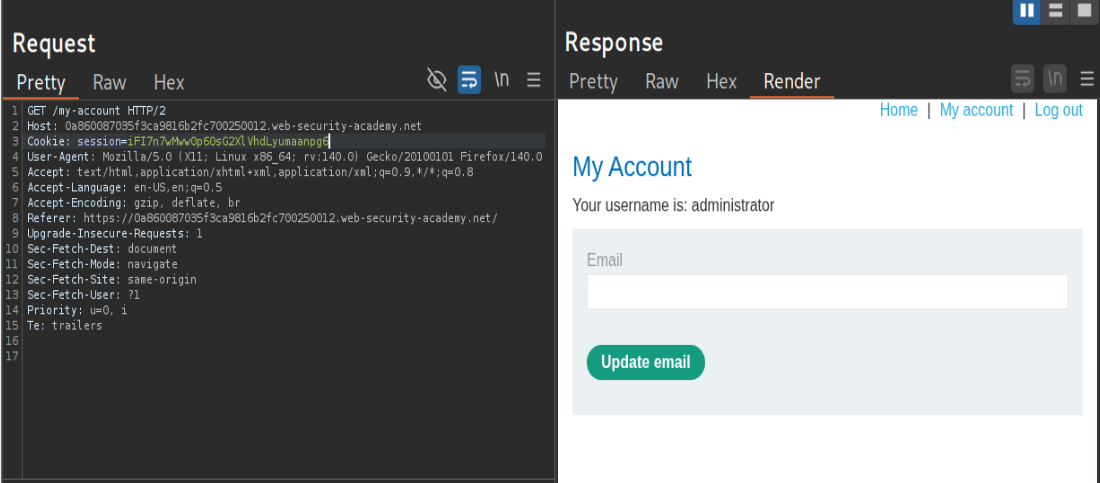 Request
Pretty Raw Hex \n
1 GET /my-account HTTP/2
2 Host: 0a860087035f3ca9816b2fc700250012.web-security-academy.net
3 Cookie: session=iFI7n7wMwwOp60sG2XlVhdLyumaanpg6
4 User-Agent: Mozilla/5.0 (X11; Linux x86_64; rv:140.0) Gecko/20100101 Firefox/140.0
5 Accept: text/html,application/xhtml+xml,application/xml;q=0.9,*/*;q=0.8
6 Accept-Language: en-US,en;q=0.5
7 Accept-Encoding: gzip, deflate, br
8 Referer: https://0a860087035f3ca9816b2fc700250012.web-security-academy.net/
9 Upgrade-Insecure-Requests: 1
10 Sec-Fetch-Dest: document
11 Sec-Fetch-Mode: navigate
12 Sec-Fetch-Site: same-origin
13 Sec-Fetch-User: ?1
14 Priority: u=0, i
15 Te: trailers
16
17
Response
Pretty Raw Hex Render \n
Home | My account | Log out
My Account
Your username is: administrator
Email
Update email